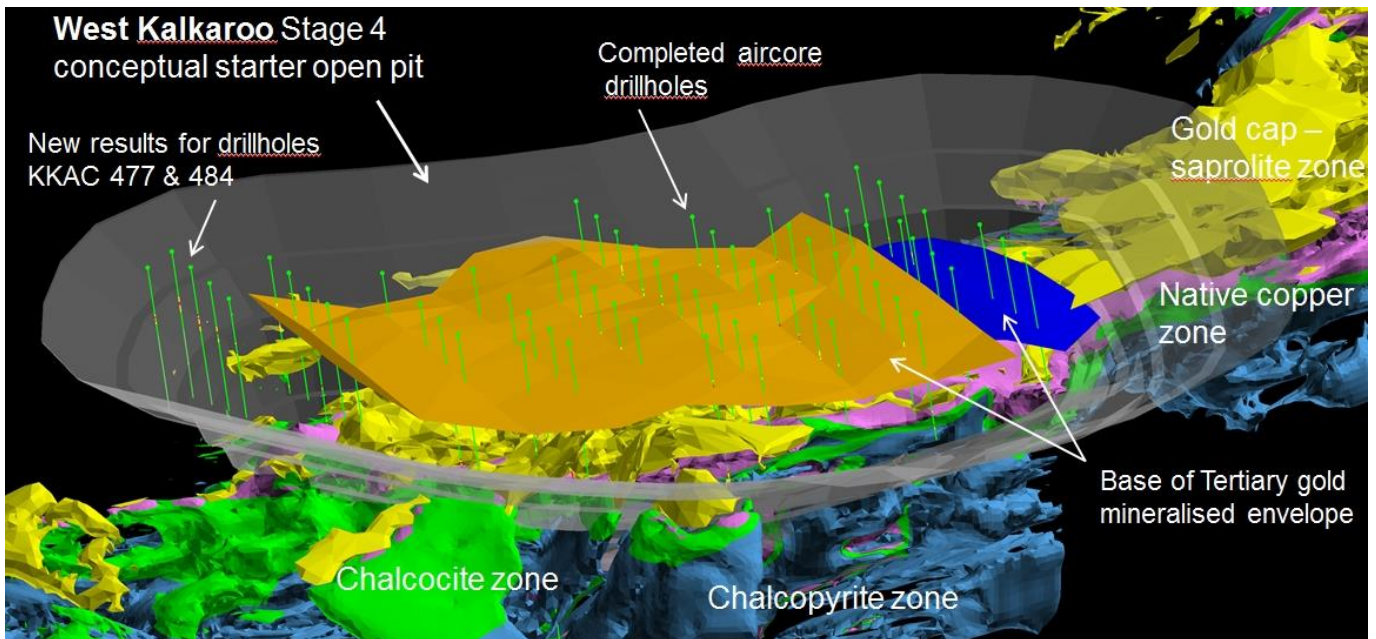 West Kalkaroo Stage 4
conceptual starter open pit
Completed aircore
drillholes
New results for drillholes
KKAC 477 & 484
Gold cap –
saprolite zone
Native copper
zone
Base of Tertiary gold
mineralised envelope
Chalcocite zone
Chalcopyrite zone